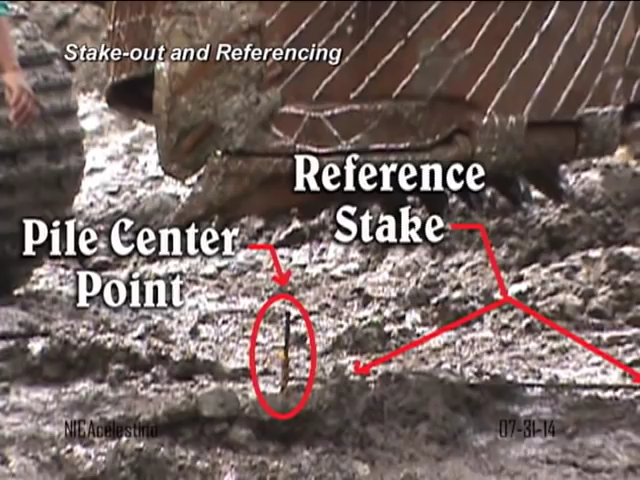 Stake-out and Referencing
Reference
Stake
Pile Center
Point
NICAcelestino
07-31-14